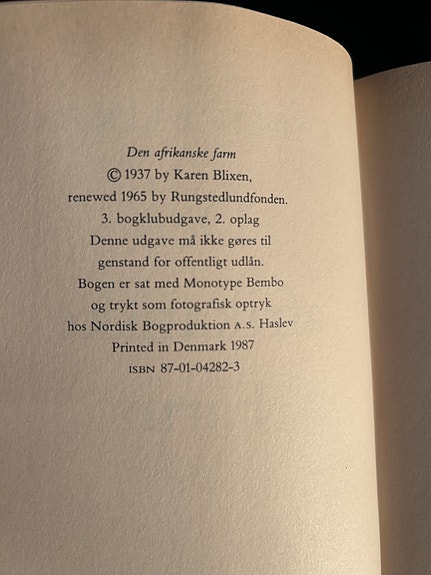 Den afrikanske farm
© 1937 by Karen Blixen,
renewed 1965 by Rungstedlundfonden.
3. bogklubudgave, 2. oplag
Denne udgave må ikke gøres til
genstand for offentligt udlån.
Bogen er sat med Monotype Bembo
og trykt som fotografisk optryk
hos Nordisk Bogproduktion A.S. Haslev
Printed in Denmark 1987
ISBN 87-01-04282-3